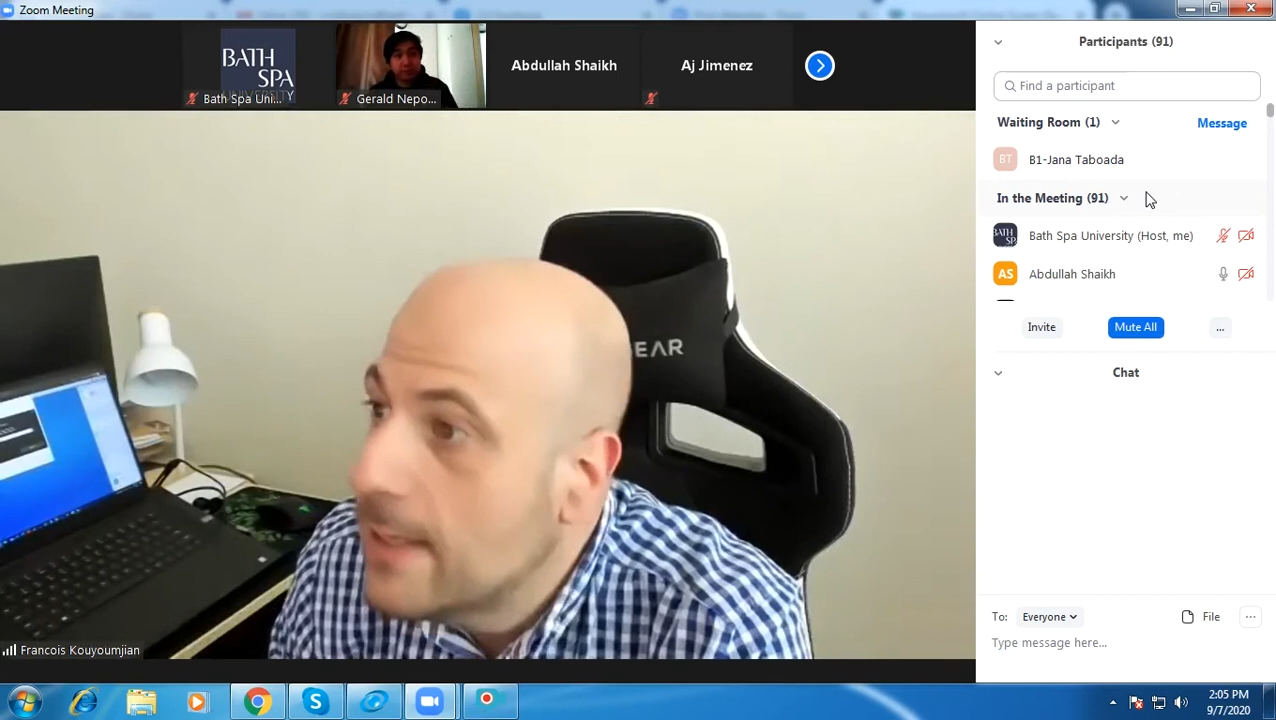 Zoom Meeting
BATH
SPA
UNIVERSITY
Bath Spa Uni...
Gerald Nepo...
Abdullah Shaikh
Aj Jimenez
EAR
Francois Kouyoumjian
Participants (91)
Find a participant
Waiting Room (1)
Message
BT
B1-Jana Taboada
In the Meeting (91)
BATH
Bath Spa University (Host, me)
AS
Abdullah Shaikh
Invite
Mute All
...
Chat
To:
Everyone
File
...
Type message here...
2:05 PM
9/7/2020